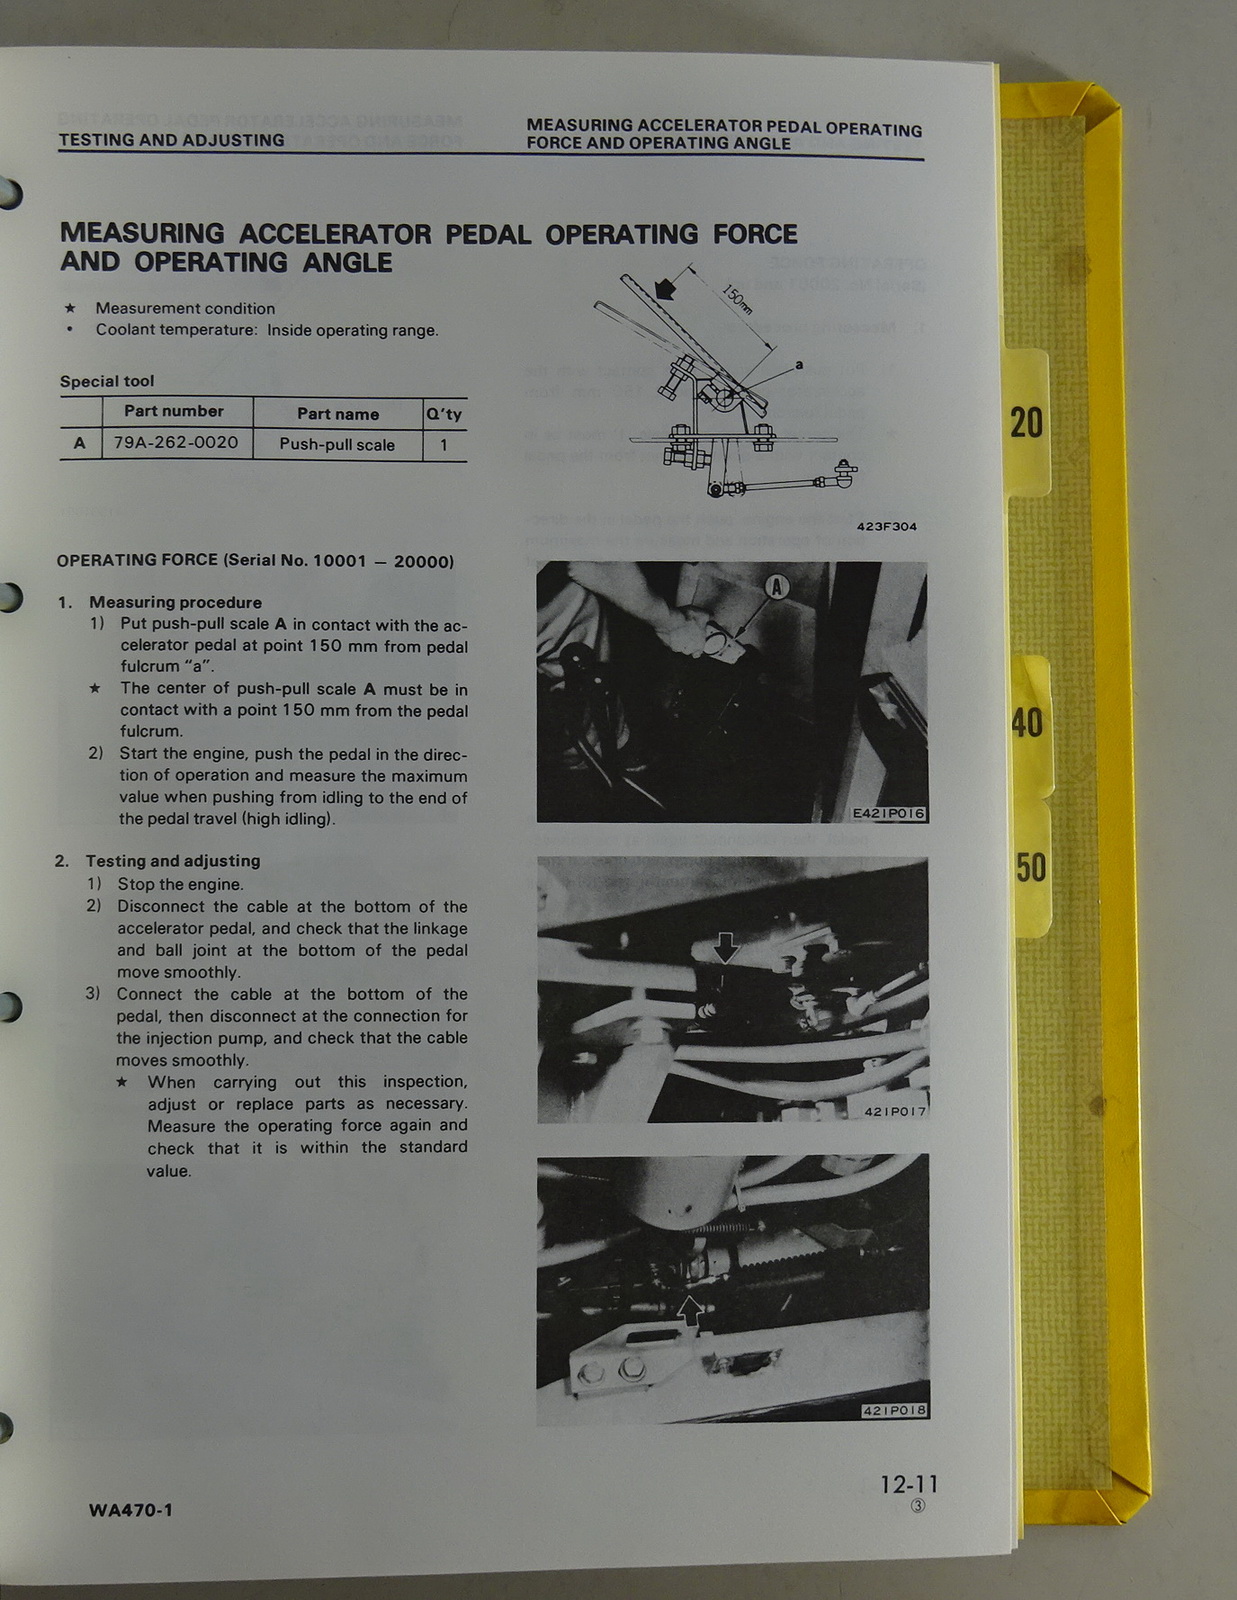 TESTING AND ADJUSTING
MEASURING ACCELERATOR PEDAL OPERATING
FORCE AND OPERATING ANGLE
MEASURING ACCELERATOR PEDAL OPERATING FORCE
AND OPERATING ANGLE
★ Measurement condition
• Coolant temperature: Inside operating range.
Special tool
Part number Part name Q'ty
A 79A-262-0020 Push-pull scale 1
150mm
a
423F304
OPERATING FORCE (Serial No. 10001 – 20000)
1. Measuring procedure
1) Put push-pull scale A in contact with the ac-
celerator pedal at point 150 mm from pedal
fulcrum "a".
★ The center of push-pull scale A must be in
contact with a point 150 mm from the pedal
fulcrum.
2) Start the engine, push the pedal in the direc-
tion of operation and measure the maximum
value when pushing from idling to the end of
the pedal travel (high idling).
2. Testing and adjusting
1) Stop the engine.
2) Disconnect the cable at the bottom of the
accelerator pedal, and check that the linkage
and ball joint at the bottom of the pedal
move smoothly.
3) Connect the cable at the bottom of the
pedal, then disconnect at the connection for
the injection pump, and check that the cable
moves smoothly.
★ When carrying out this inspection,
adjust or replace parts as necessary.
Measure the operating force again and
check that it is within the standard
value.
A
E421P016
421P017
421P018
12-11
③
WA470-1
20
40
50